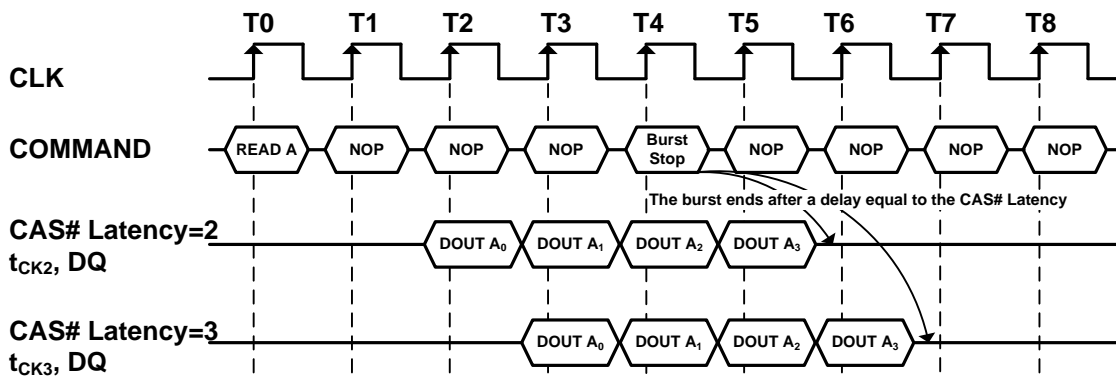 T0 T1 T2 T3 T4 T5 T6 T7 T8
CLK
COMMAND READ A NOP NOP NOP Burst Stop NOP NOP NOP NOP
The burst ends after a delay equal to the CAS# Latency
CAS# Latency=2
tCK2, DQ DOUT A0 DOUT A1 DOUT A2 DOUT A3
CAS# Latency=3
tCK3, DQ DOUT A0 DOUT A1 DOUT A2 DOUT A3